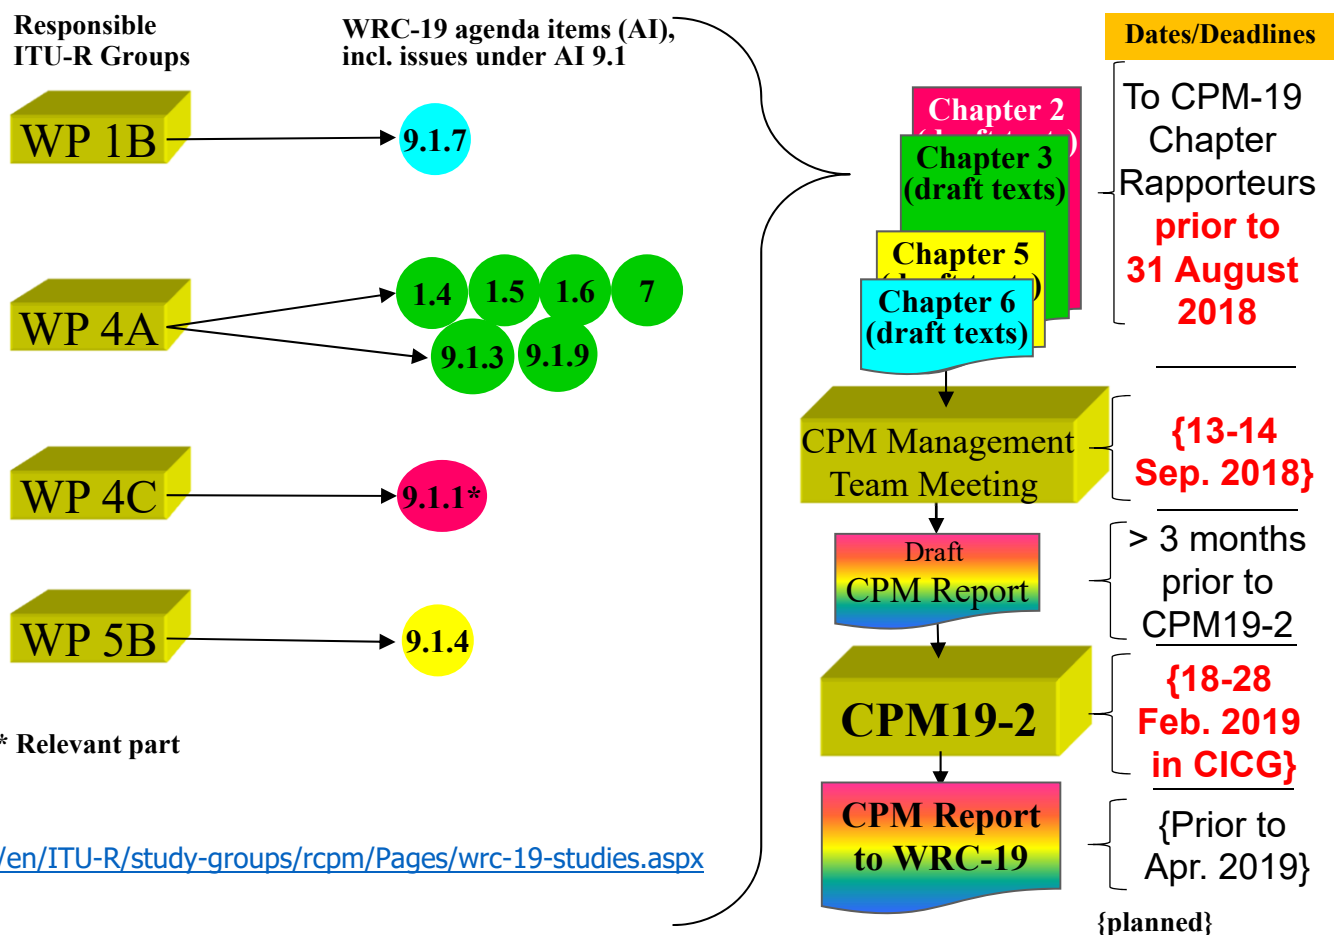 Responsible
ITU-R Groups
WRC-19 agenda items (AI),
incl. issues under AI 9.1
WP 1B
9.1.7
WP 4A
1.4
1.5
1.6
7
9.1.3
9.1.9
WP 4C
9.1.1*
WP 5B
9.1.4
* Relevant part
/en/ITU-R/study-groups/rcpm/Pages/wrc-19-studies.aspx
Chapter 2
Chapter 3
(draft texts)
Chapter 5
Chapter 6
(draft texts)
CPM Management
Team Meeting
Draft
CPM Report
CPM19-2
CPM Report
to WRC-19
Dates/Deadlines
To CPM-19
Chapter
Rapporteurs
prior to
31 August
2018
{13-14
Sep. 2018}
> 3 months
prior to
CPM19-2
{18-28
Feb. 2019
in CICG}
{Prior to
Apr. 2019}
{planned}